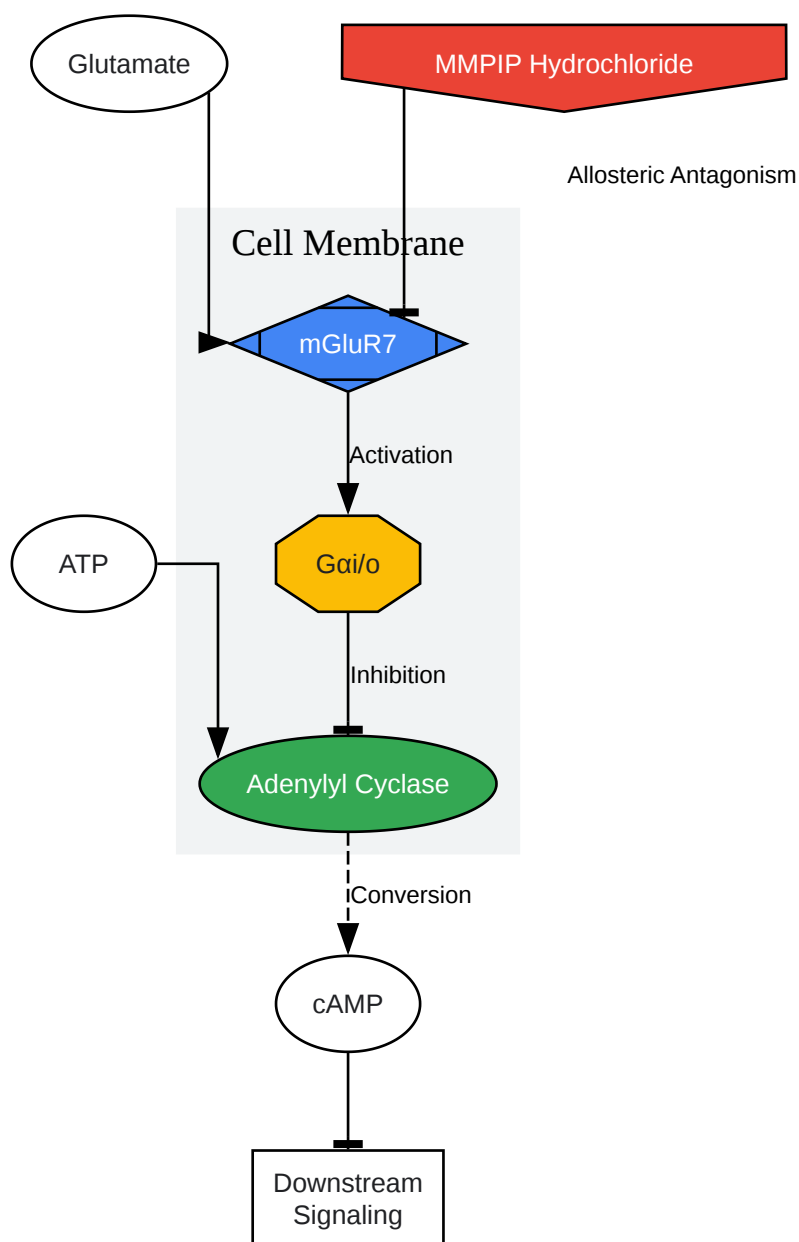 Glutamate
MMPIP Hydrochloride
Allosteric Antagonism
Cell Membrane
mGluR7
Activation
ATP
Gαi/o
Inhibition
Adenylyl Cyclase
Conversion
cAMP
Downstream
Signaling